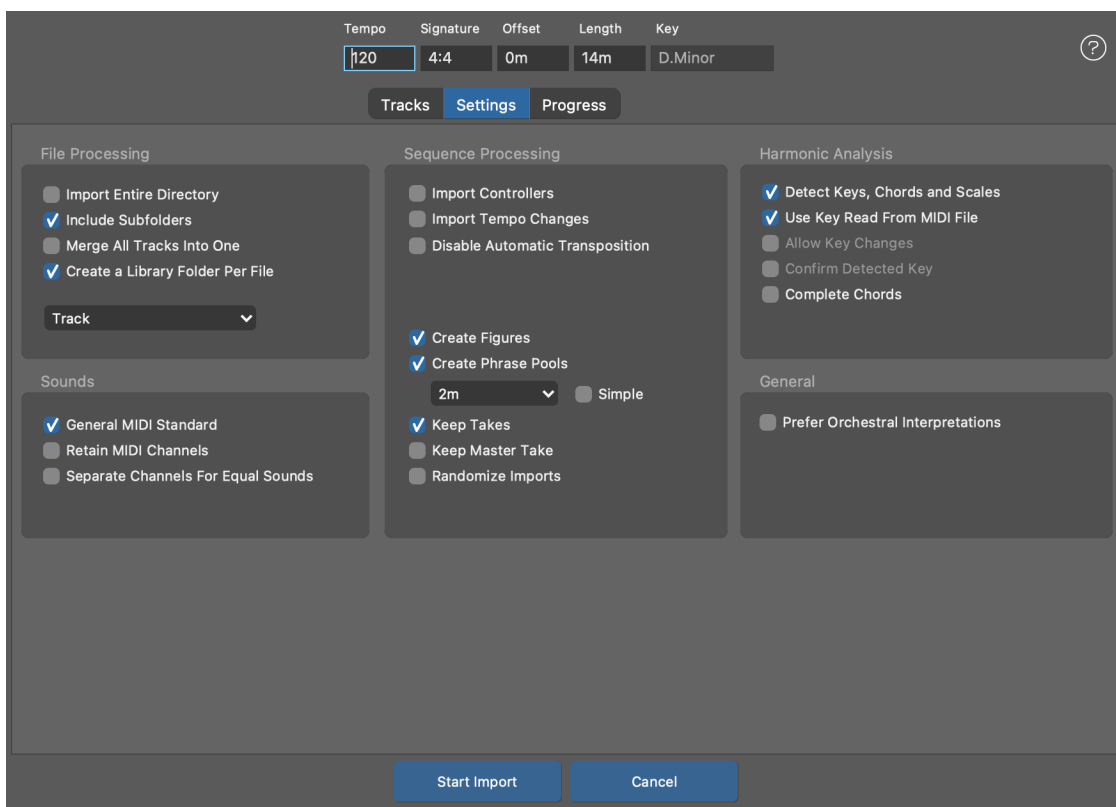 Tempo Signature Offset Length Key
120 4:4 0m 14m D.Minor
?
Tracks Settings Progress
File Processing
Import Entire Directory
Include Subfolders
Merge All Tracks Into One
Create a Library Folder Per File
Track
Sounds
General MIDI Standard
Retain MIDI Channels
Separate Channels For Equal Sounds
Sequence Processing
Import Controllers
Import Tempo Changes
Disable Automatic Transposition
Create Figures
Create Phrase Pools
2m Simple
Keep Takes
Keep Master Take
Randomize Imports
Harmonic Analysis
Detect Keys, Chords and Scales
Use Key Read From MIDI File
Allow Key Changes
Confirm Detected Key
Complete Chords
General
Prefer Orchestral Interpretations
Start Import Cancel